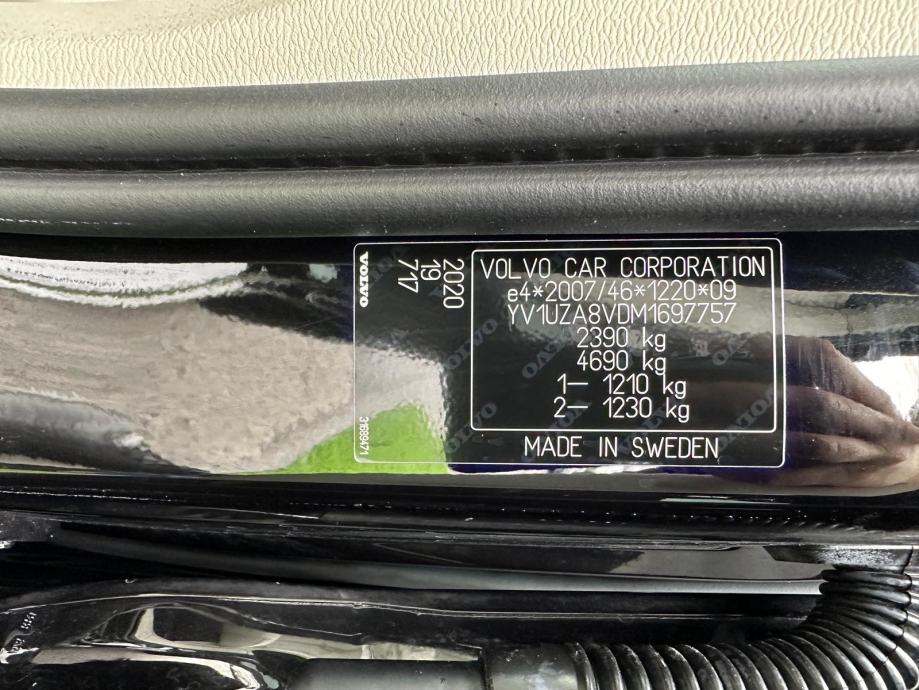 VOLVO CAR CORPORATION
e4*2007/46*1220*09
YV1UZA8VDM1697757
2390 kg
4690 kg
1– 1210 kg
2– 1230 kg
MADE IN SWEDEN
2020
19
717
VOLVO
31689471